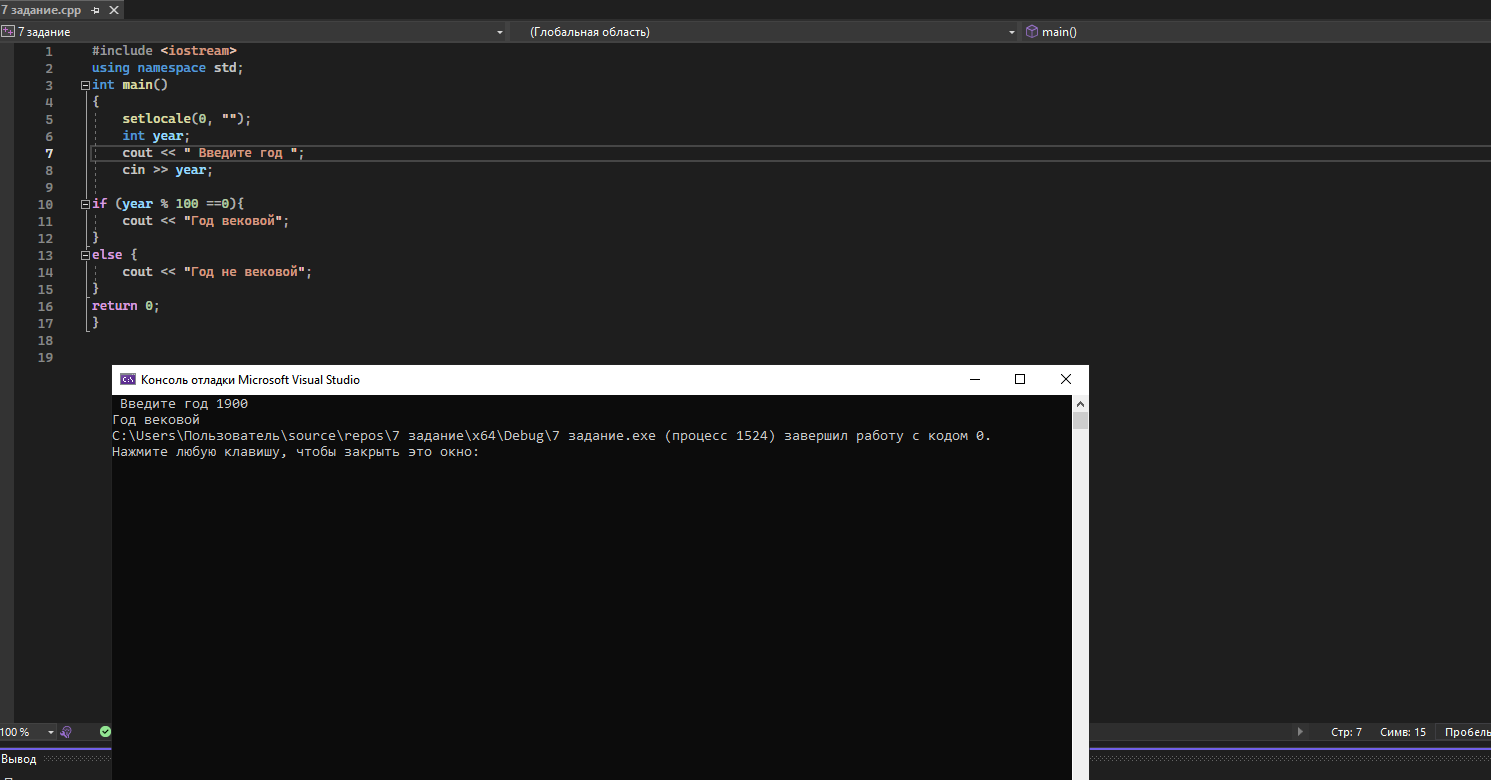 7 задание.cpp
7 задание (Глобальная область) main()
1 #include <iostream>
2 using namespace std;
3 int main()
4 {
5 setlocale(0, "");
6 int year;
7 cout << " Введите год ";
8 cin >> year;
9
10 if (year % 100 ==0){
11 cout << "Год вековой";
12 }
13 else {
14 cout << "Год не вековой";
15 }
16 return 0;
17 }
18
19
Консоль отладки Microsoft Visual Studio
Введите год 1900
Год вековой
C:\Users\Пользователь\source\repos\7 задание\x64\Debug\7 задание.exe (процесс 1524) завершил работу с кодом 0.
Нажмите любую клавишу, чтобы закрыть это окно:
100 % Стр: 7 Симв: 15 Пробель
Вывод